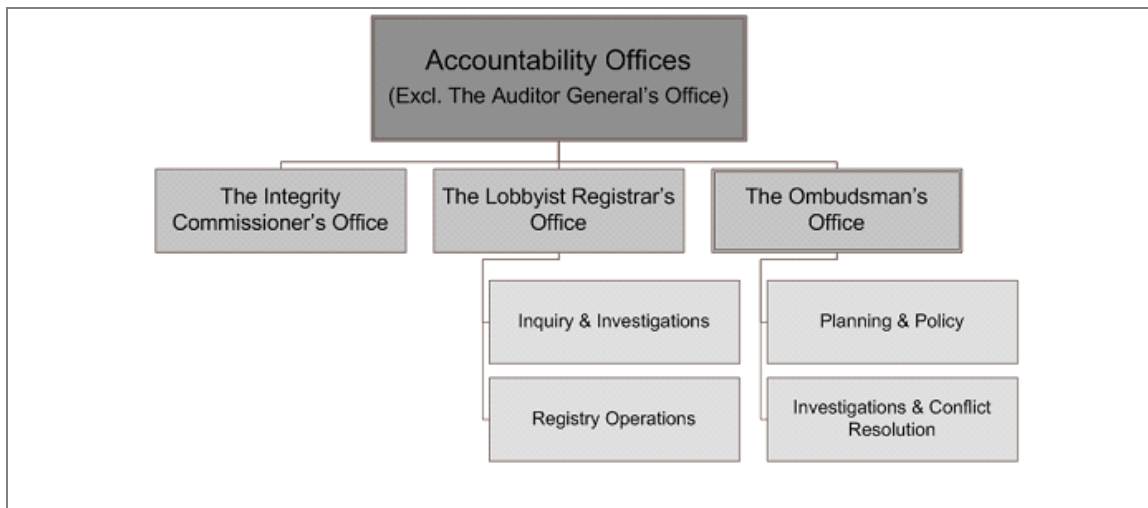 Accountability Offices
(Excl. The Auditor General's Office)
The Integrity
Commissioner's Office
The Lobbyist Registrar's
Office
The Ombudsman's
Office
Inquiry & Investigations
Registry Operations
Planning & Policy
Investigations & Conflict
Resolution